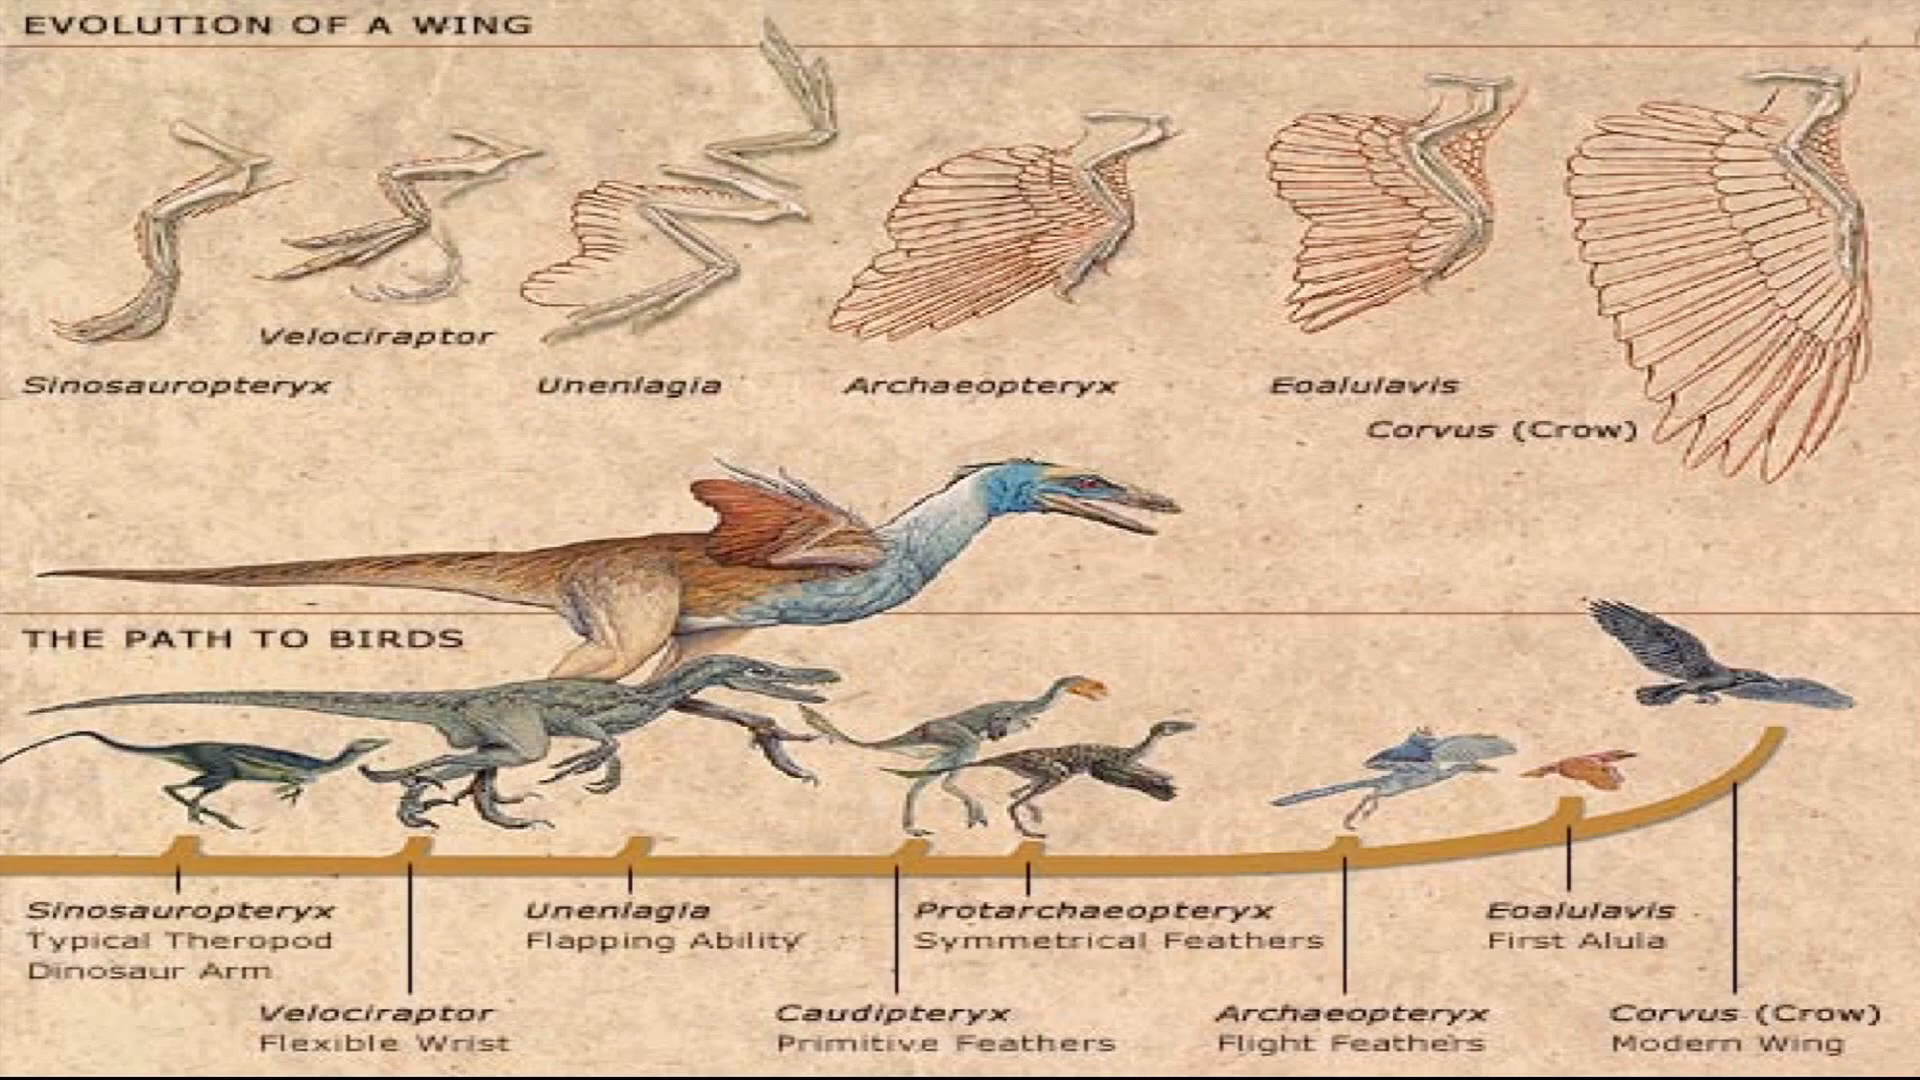 EVOLUTION OF A WING
Velociraptor
Sinosauropteryx
Unenlagia
Archaeopteryx
Eoalulavis
Corvus (Crow)
THE PATH TO BIRDS
Sinosauropteryx
Typical Theropod
Dinosaur Arm
Velociraptor
Flexible Wrist
Unenlagia
Flapping Ability
Caudipteryx
Primitive Feathers
Protarchaeopteryx
Symmetrical Feathers
Archaeopteryx
Flight Feathers
Eoalulavis
First Alula
Corvus (Crow)
Modern Wing